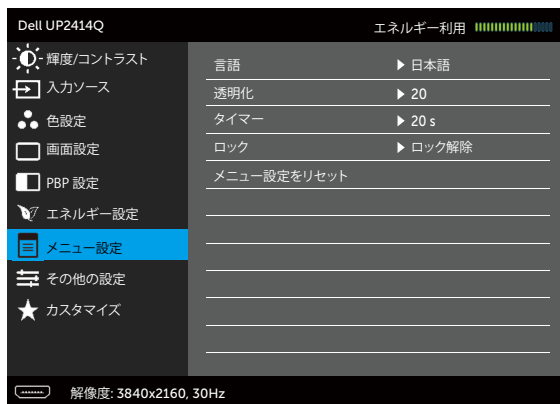 Dell UP2414Q
エネルギー利用
輝度/コントラスト
入力ソース
色設定
画面設定
PBP 設定
エネルギー設定
メニュー設定
その他の設定
カスタマイズ
言語 日本語
透明化 20
タイマー 20 s
ロック ロック解除
メニュー設定をリセット
解像度: 3840x2160, 30Hz